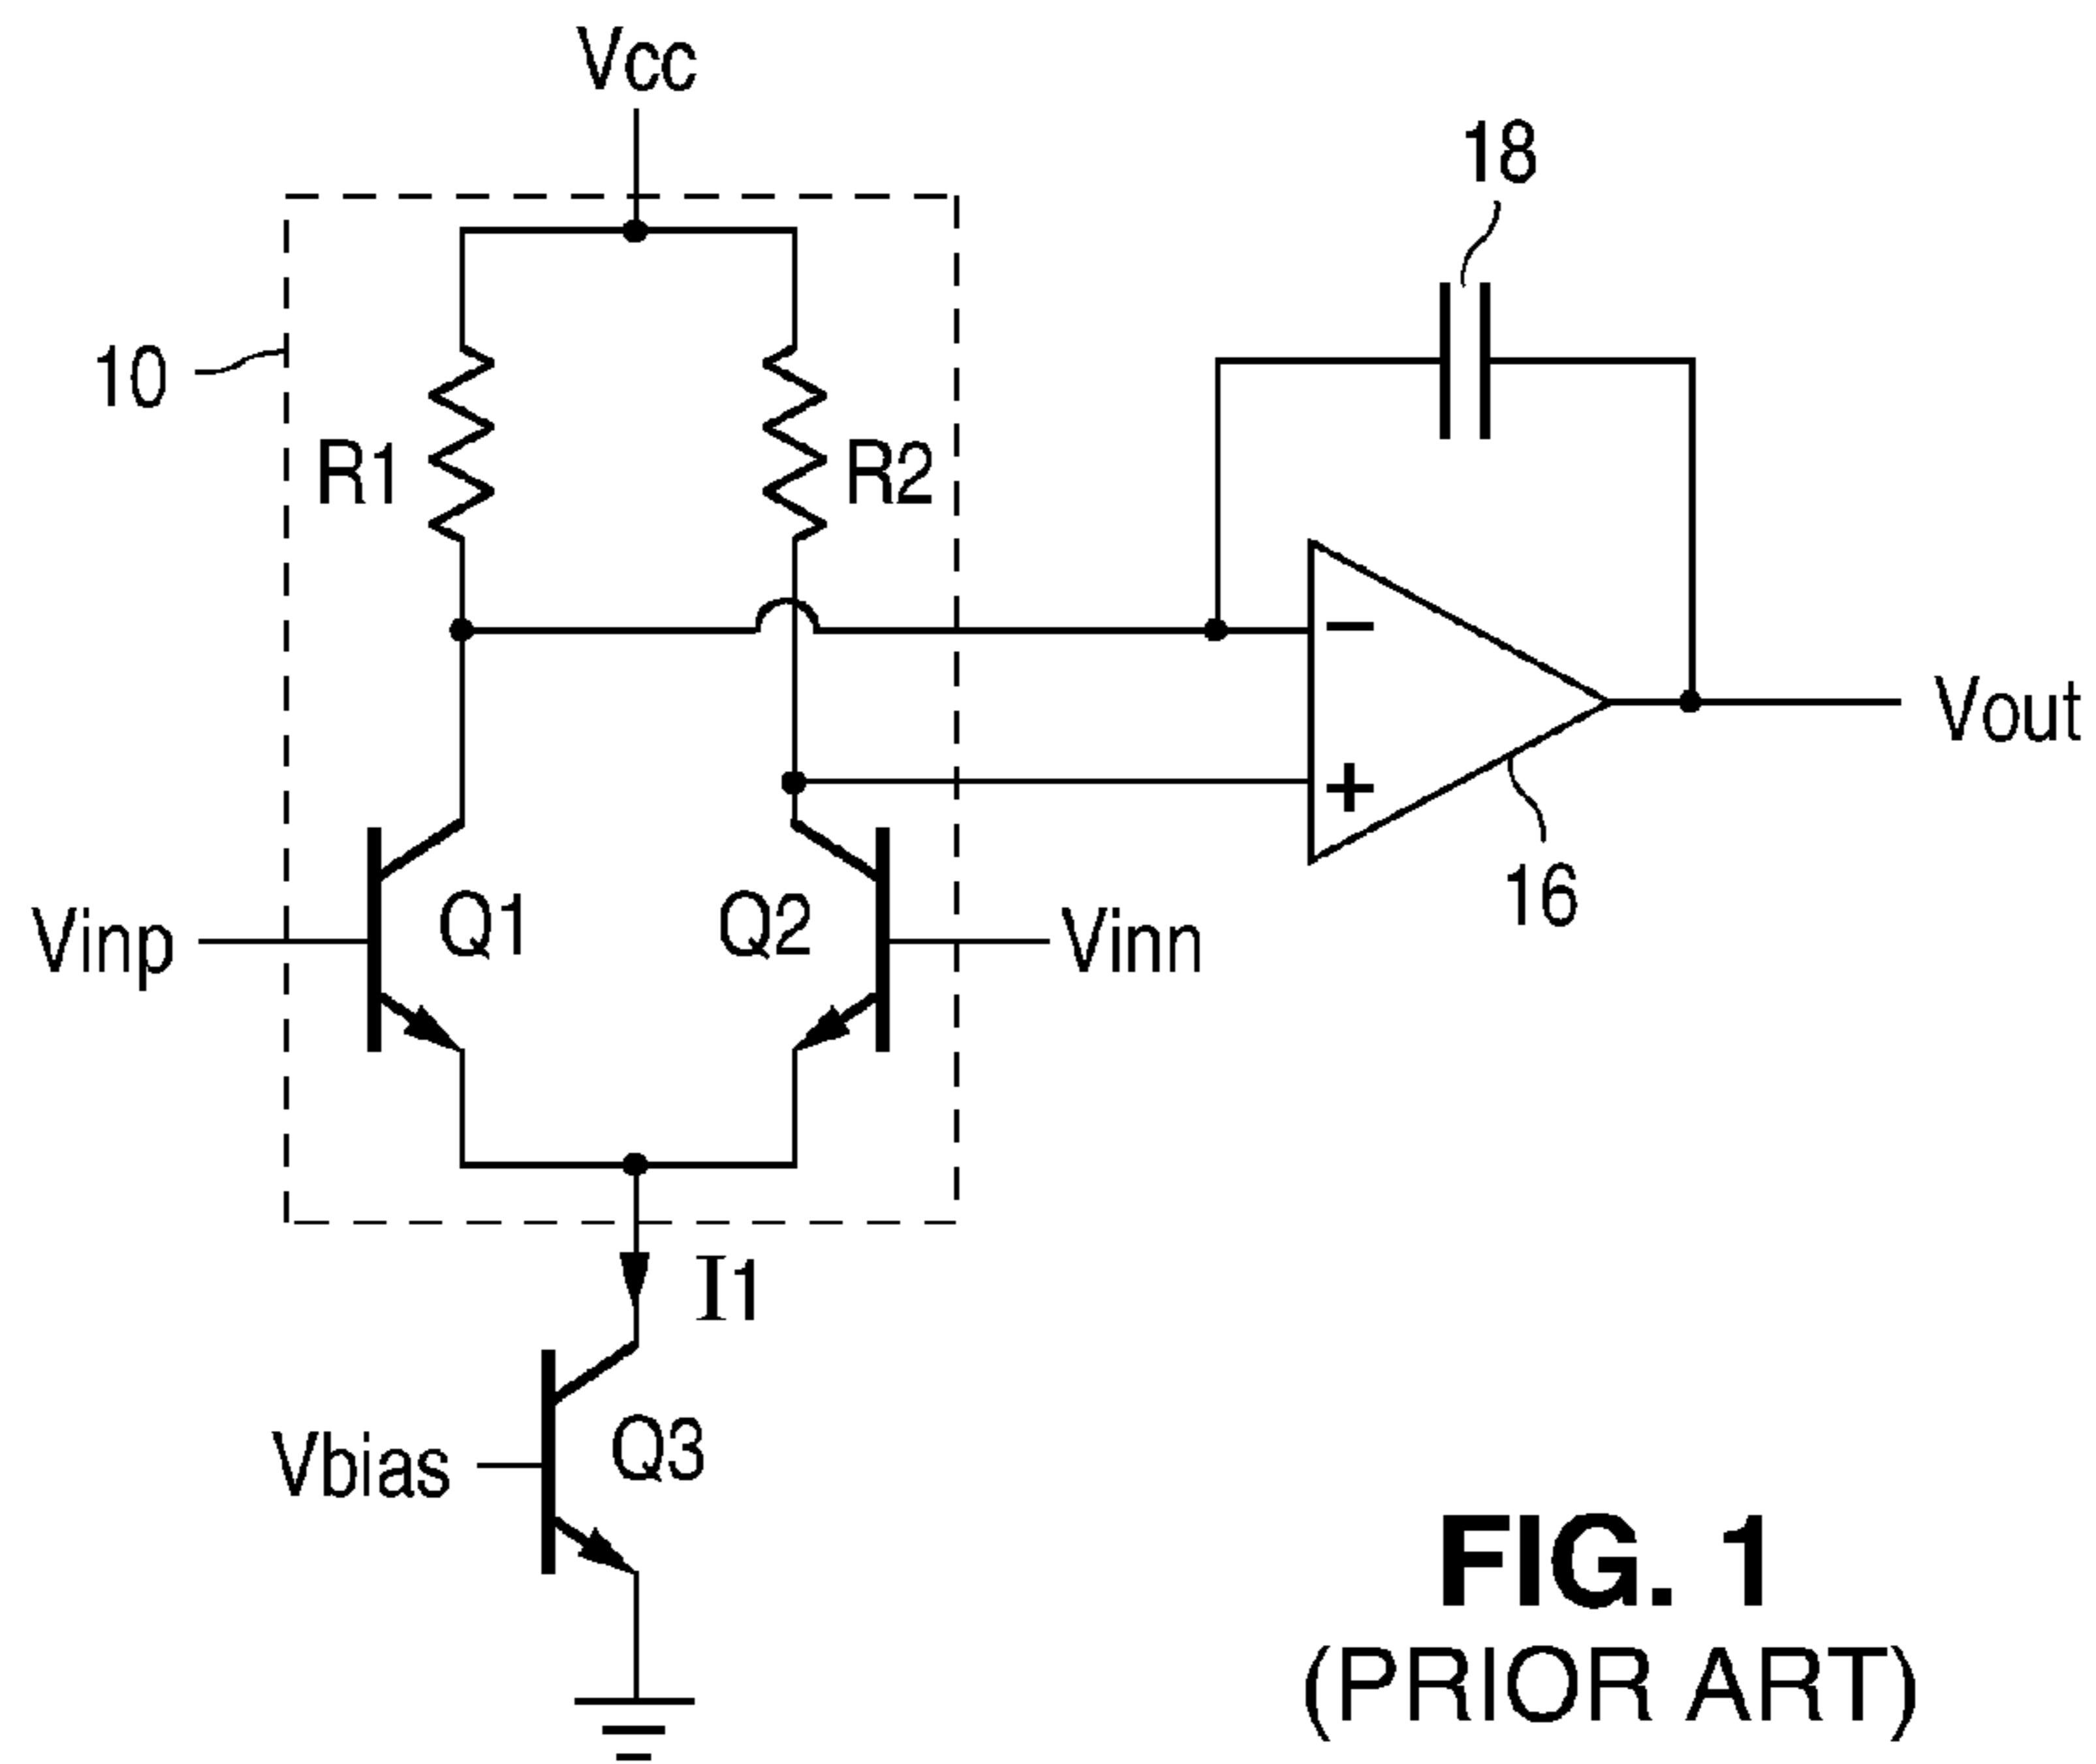 Vcc
18
10
R1
R2
−
Vout
+
16
Q1
Q2
Vinp
Vinn
I1
Q3
Vbias
FIG. 1
(PRIOR ART)